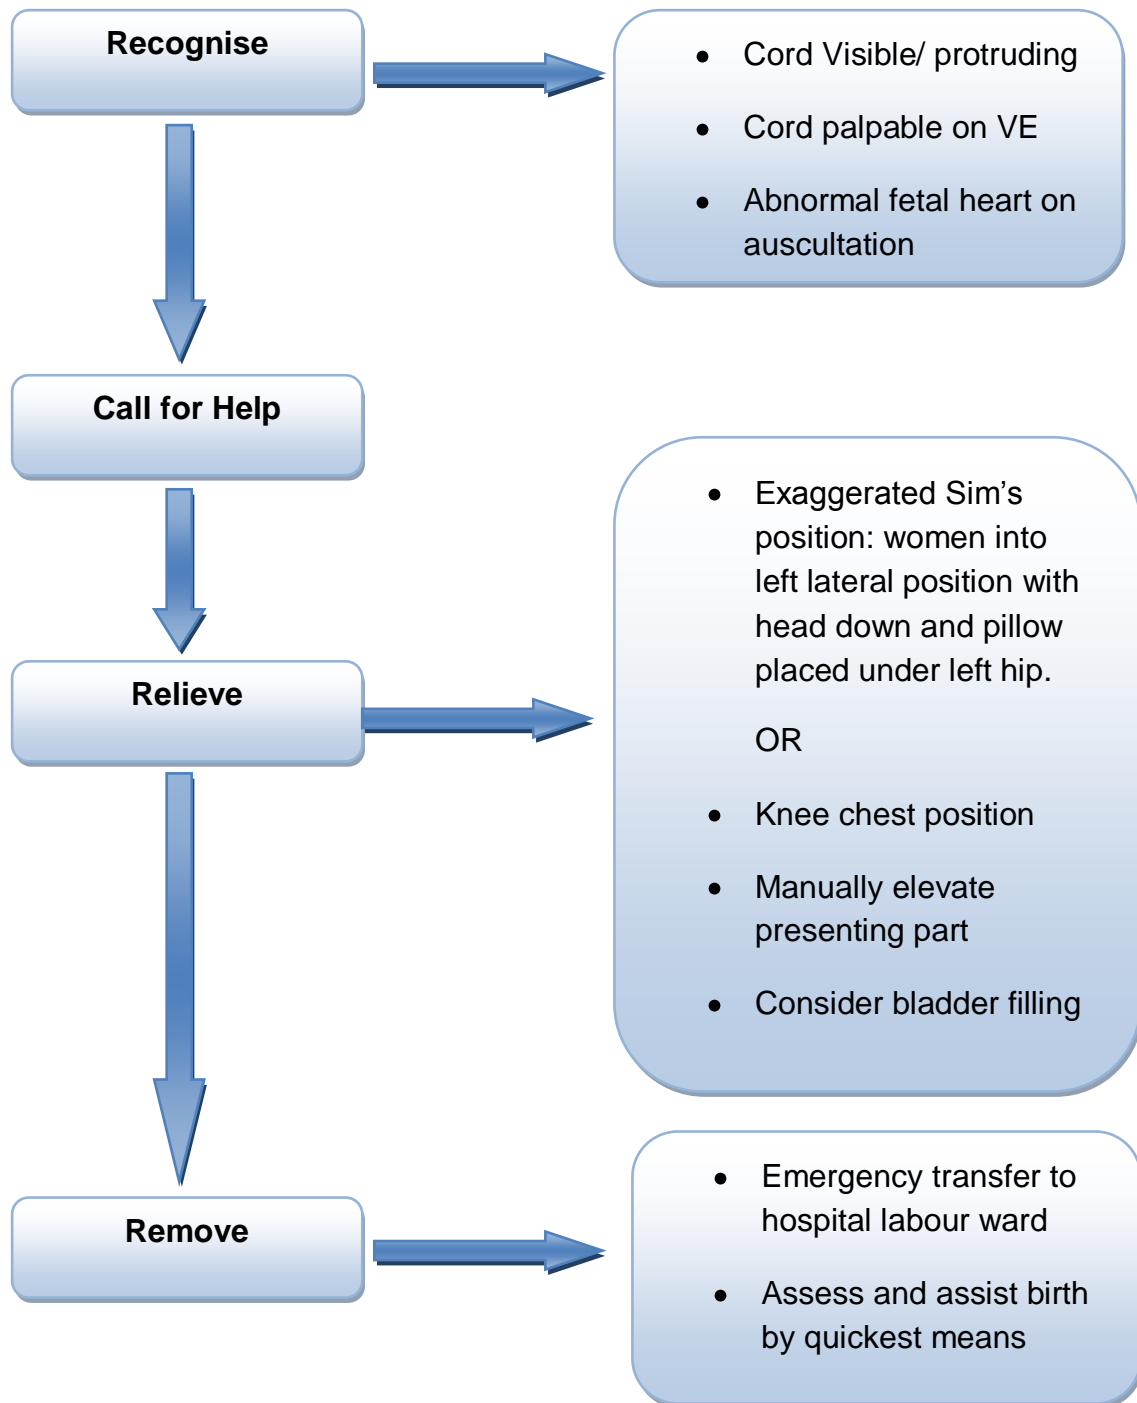 Recognise
• Cord Visible/ protruding
• Cord palpable on VE
• Abnormal fetal heart on
auscultation
Call for Help
Relieve
• Exaggerated Sim’s
position: women into
left lateral position with
head down and pillow
placed under left hip.
OR
• Knee chest position
• Manually elevate
presenting part
• Consider bladder filling
Remove
• Emergency transfer to
hospital labour ward
• Assess and assist birth
by quickest means